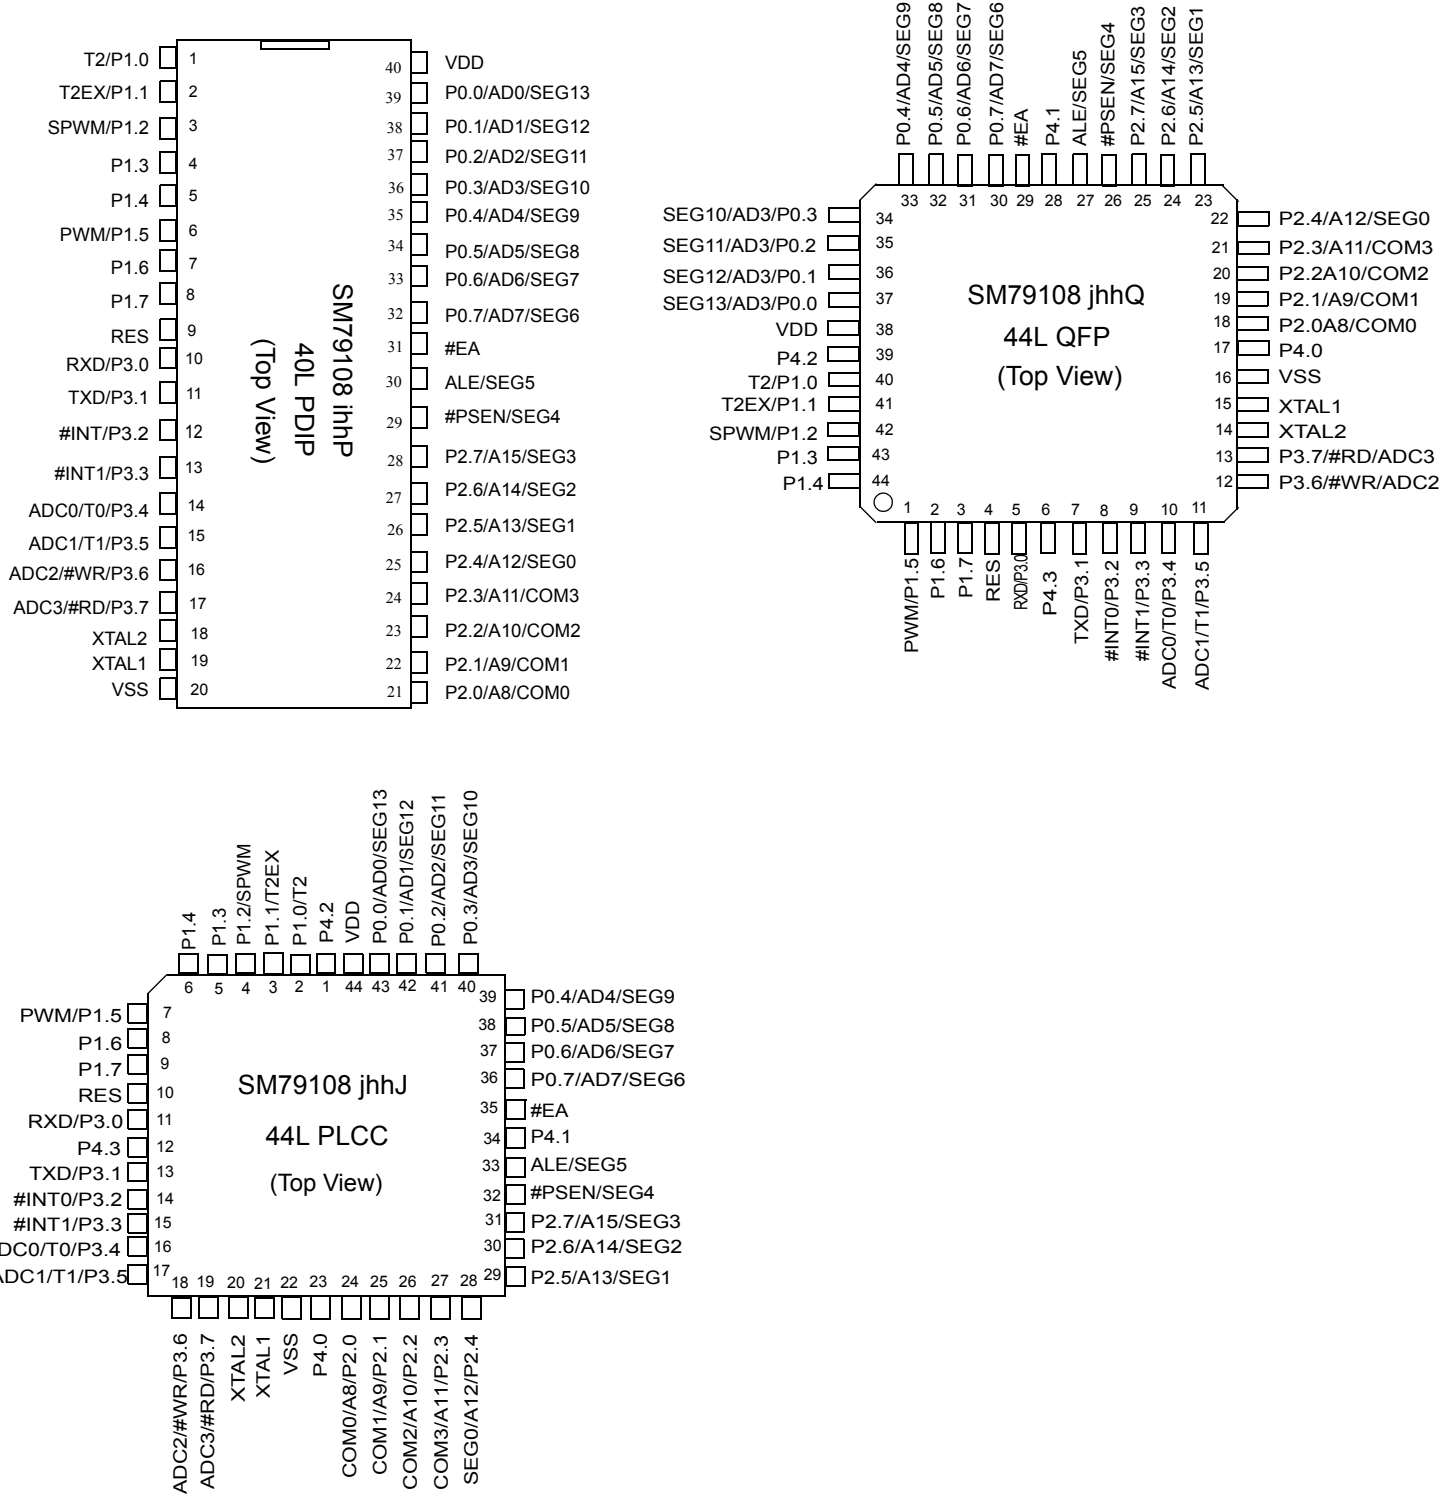 T2/P1.0 1
T2EX/P1.1 2
SPWM/P1.2 3
P1.3 4
P1.4 5
PWM/P1.5 6
P1.6 7
P1.7 8
RES 9
RXD/P3.0 10
TXD/P3.1 11
#INT/P3.2 12
#INT1/P3.3 13
ADC0/T0/P3.4 14
ADC1/T1/P3.5 15
ADC2/#WR/P3.6 16
ADC3/#RD/P3.7 17
XTAL2 18
XTAL1 19
VSS 20
SM79108 ihhP
40L PDIP
(Top View)
40 VDD
39 P0.0/AD0/SEG13
38 P0.1/AD1/SEG12
37 P0.2/AD2/SEG11
36 P0.3/AD3/SEG10
35 P0.4/AD4/SEG9
34 P0.5/AD5/SEG8
33 P0.6/AD6/SEG7
32 P0.7/AD7/SEG6
31 #EA
30 ALE/SEG5
29 #PSEN/SEG4
28 P2.7/A15/SEG3
27 P2.6/A14/SEG2
26 P2.5/A13/SEG1
25 P2.4/A12/SEG0
24 P2.3/A11/COM3
23 P2.2/A10/COM2
22 P2.1/A9/COM1
21 P2.0/A8/COM0
P0.4/AD4/SEG9 33
P0.5/AD5/SEG8 32
P0.6/AD6/SEG7 31
P0.7/AD7/SEG6 30
#EA 29
P4.1 28
ALE/SEG5 27
#PSEN/SEG4 26
P2.7/A15/SEG3 25
P2.6/A14/SEG2 24
P2.5/A13/SEG1 23
SEG10/AD3/P0.3 34
SEG11/AD3/P0.2 35
SEG12/AD3/P0.1 36
SEG13/AD3/P0.0 37
VDD 38
P4.2 39
T2/P1.0 40
T2EX/P1.1 41
SPWM/P1.2 42
P1.3 43
P1.4 44
SM79108 jhhQ
44L QFP
(Top View)
22 P2.4/A12/SEG0
21 P2.3/A11/COM3
20 P2.2A10/COM2
19 P2.1/A9/COM1
18 P2.0A8/COM0
17 P4.0
16 VSS
15 XTAL1
14 XTAL2
13 P3.7/#RD/ADC3
12 P3.6/#WR/ADC2
1 PWM/P1.5
2 P1.6
3 P1.7
4 RES
5 RXD/P3.0
6 P4.3
7 TXD/P3.1
8 #INT0/P3.2
9 #INT1/P3.3
10 ADC0/T0/P3.4
11 ADC1/T1/P3.5
P1.4 6
P1.3 5
P1.2/SPWM 4
P1.1/T2EX 3
P1.0/T2 2
P4.2 1
VDD 44
P0.0/AD0/SEG13 43
P0.1/AD1/SEG12 42
P0.2/AD2/SEG11 41
P0.3/AD3/SEG10 40
PWM/P1.5 7
P1.6 8
P1.7 9
RES 10
RXD/P3.0 11
P4.3 12
TXD/P3.1 13
#INT0/P3.2 14
#INT1/P3.3 15
DC0/T0/P3.4 16
ADC1/T1/P3.5 17
SM79108 jhhJ
44L PLCC
(Top View)
39 P0.4/AD4/SEG9
38 P0.5/AD5/SEG8
37 P0.6/AD6/SEG7
36 P0.7/AD7/SEG6
35 #EA
34 P4.1
33 ALE/SEG5
32 #PSEN/SEG4
31 P2.7/A15/SEG3
30 P2.6/A14/SEG2
29 P2.5/A13/SEG1
18 ADC2/#WR/P3.6
19 ADC3/#RD/P3.7
20 XTAL2
21 XTAL1
22 VSS
23 P4.0
24 COM0/A8/P2.0
25 COM1/A9/P2.1
26 COM2/A10/P2.2
27 COM3/A11/P2.3
28 SEG0/A12/P2.4